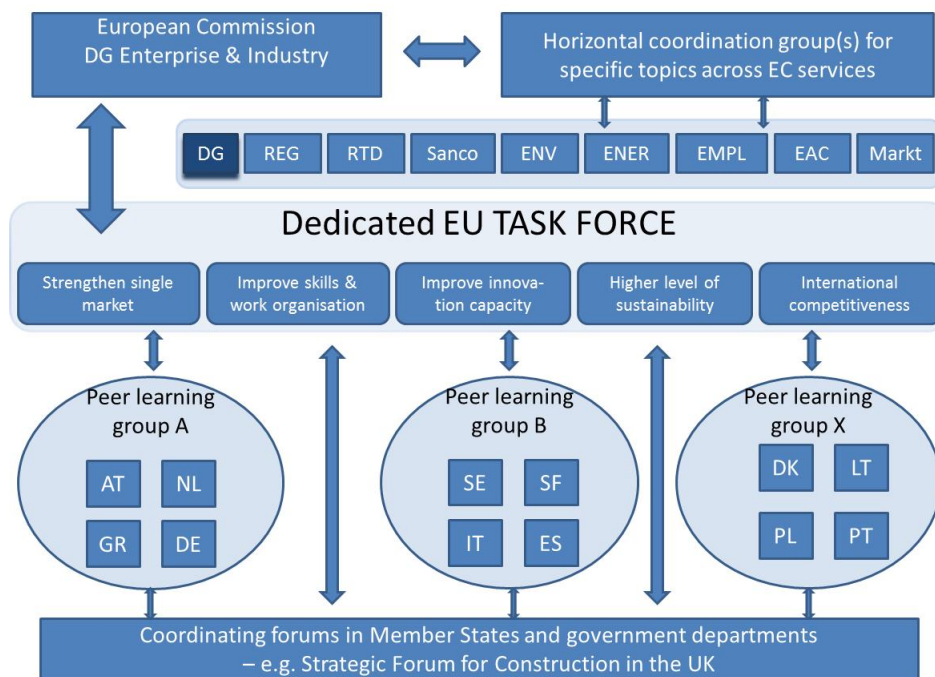 European Commission
DG Enterprise & Industry
Horizontal coordination group(s) for
specific topics across EC services
DG REG RTD Sanco ENV ENER EMPL EAC Markt
Dedicated EU TASK FORCE
Strengthen single
market
Improve skills &
work organisation
Improve innova-
tion capacity
Higher level of
sustainability
International
competitiveness
Peer learning
group A
AT NL
GR DE
Peer learning
group B
SE SF
IT ES
Peer learning
group X
DK LT
PL PT
Coordinating forums in Member States and government departments
– e.g. Strategic Forum for Construction in the UK